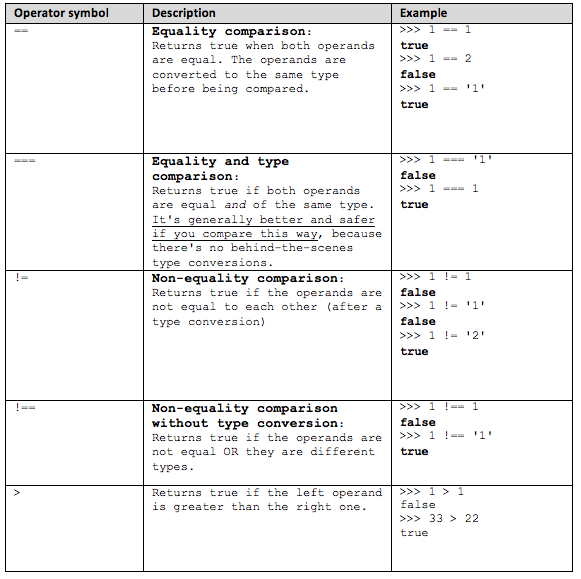 Operator symbol Description Example
==
Equality comparison:
Returns true when both operands
are equal. The operands are
converted to the same type
before being compared.
>>> 1 == 1
true
>>> 1 == 2
false
>>> 1 == '1'
true
===
Equality and type
comparison:
Returns true if both operands
are equal and of the same type.
It's generally better and safer
if you compare this way, because
there's no behind-the-scenes
type conversions.
>>> 1 === '1'
false
>>> 1 === 1
true
!=
Non-equality comparison:
Returns true if the operands are
not equal to each other (after a
type conversion)
>>> 1 != 1
false
>>> 1 != '1'
false
>>> 1 != '2'
true
!==
Non-equality comparison
without type conversion:
Returns true if the operands are
not equal OR they are different
types.
>>> 1 !== 1
false
>>> 1 !== '1'
true
>
Returns true if the left operand
is greater than the right one.
>>> 1 > 1
false
>>> 33 > 22
true